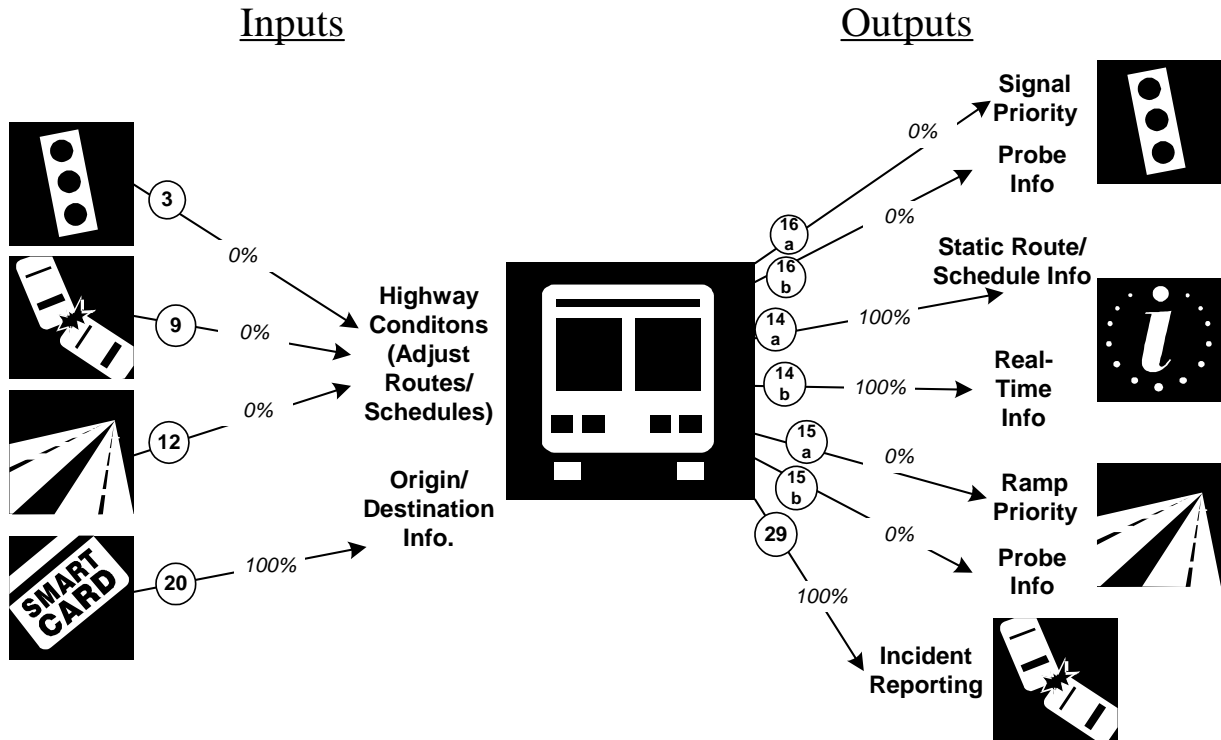 Inputs
Outputs
3
0%
9
0%
12
0%
20
100%
SMART
CARD
Highway
Conditons
(Adjust
Routes/
Schedules)
Origin/
Destination
Info.
16
a
0%
Signal
Priority
16
b
0%
Probe
Info
14
a
100%
Static Route/
Schedule Info
i
14
b
100%
Real-
Time
Info
15
a
0%
Ramp
Priority
15
b
0%
Probe
Info
29
100%
Incident
Reporting